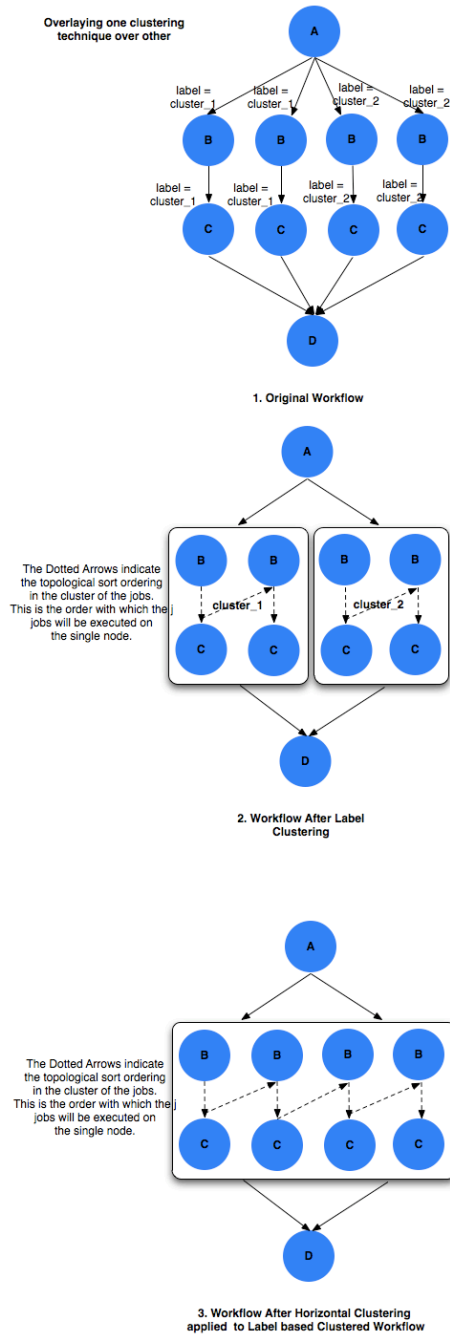 Overlaying one clustering
technique over other
A
label =
cluster_1
label =
cluster_1
label =
cluster_2
label =
cluster_2
B
B
B
B
label =
cluster_1
label =
cluster_1
label =
cluster_2
label =
cluster_2
C
C
C
C
D
1. Original Workflow
A
B
B
B
B
The Dotted Arrows indicate
the topological sort ordering
in the cluster of the jobs.
This is the order with which the j
jobs will be executed on
the single node.
cluster_1
cluster_2
C
C
C
C
D
2. Workflow After Label
Clustering
A
B
B
B
B
The Dotted Arrows indicate
the topological sort ordering
in the cluster of the jobs.
This is the order with which the j
jobs will be executed on
the single node.
C
C
C
C
D
3. Workflow After Horizontal Clustering
applied to Label based Clustered Workflow